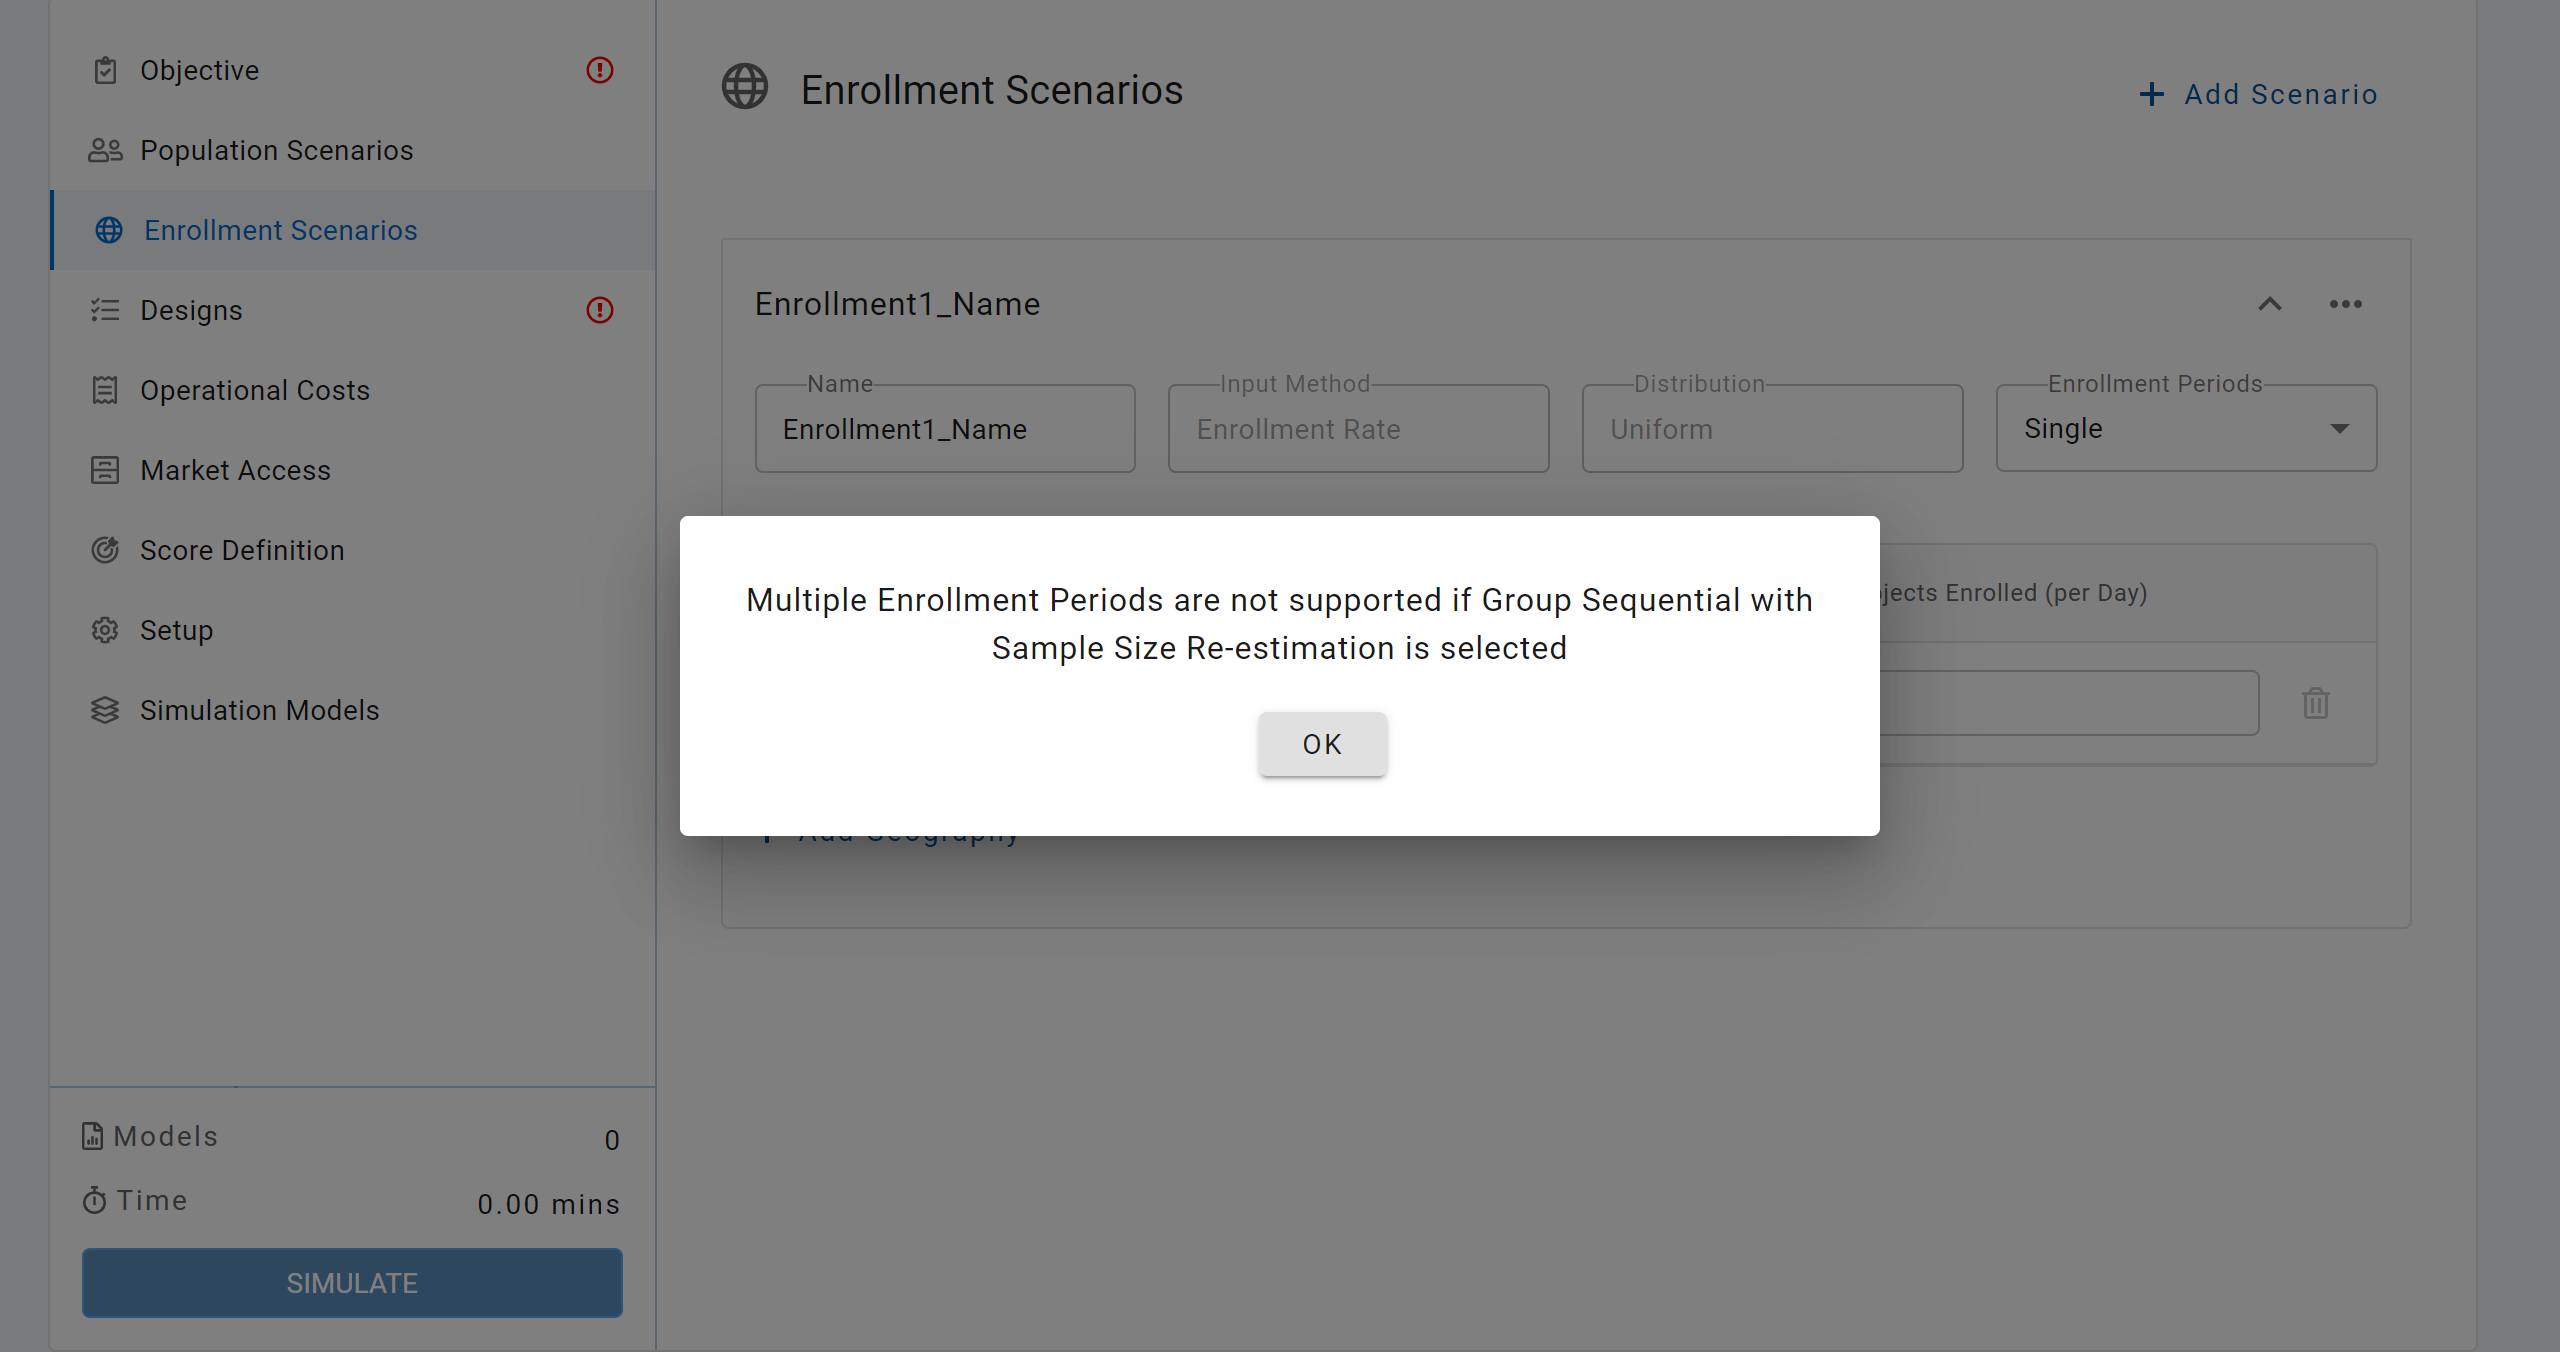 Objective
Population Scenarios
Enrollment Scenarios
Designs
Operational Costs
Market Access
Score Definition
Setup
Simulation Models
Models 0
Time 0.00 mins
SIMULATE
Enrollment Scenarios
+ Add Scenario
Enrollment1_Name
Name
Enrollment1_Name
Input Method
Enrollment Rate
Distribution
Uniform
Enrollment Periods
Single
Enrolled (per Day)
Multiple Enrollment Periods are not supported if Group Sequential with
Sample Size Re-estimation is selected
OK
Add Geography